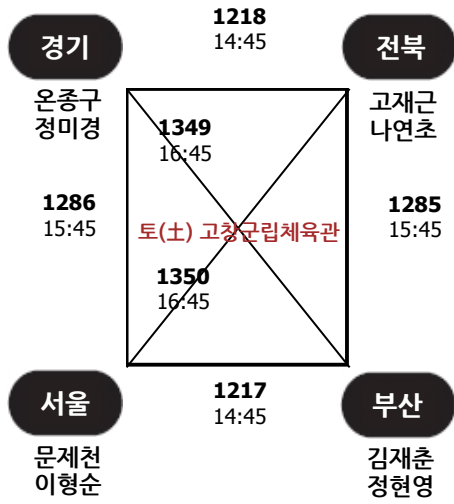 1218
14:45
경기
전북
온종구
정미경
고재근
나연초
1349
16:45
1286
15:45
1285
15:45
토(土) 고창군립체육관
1350
16:45
1217
14:45
서울
부산
문제천
이형순
김재춘
정현영